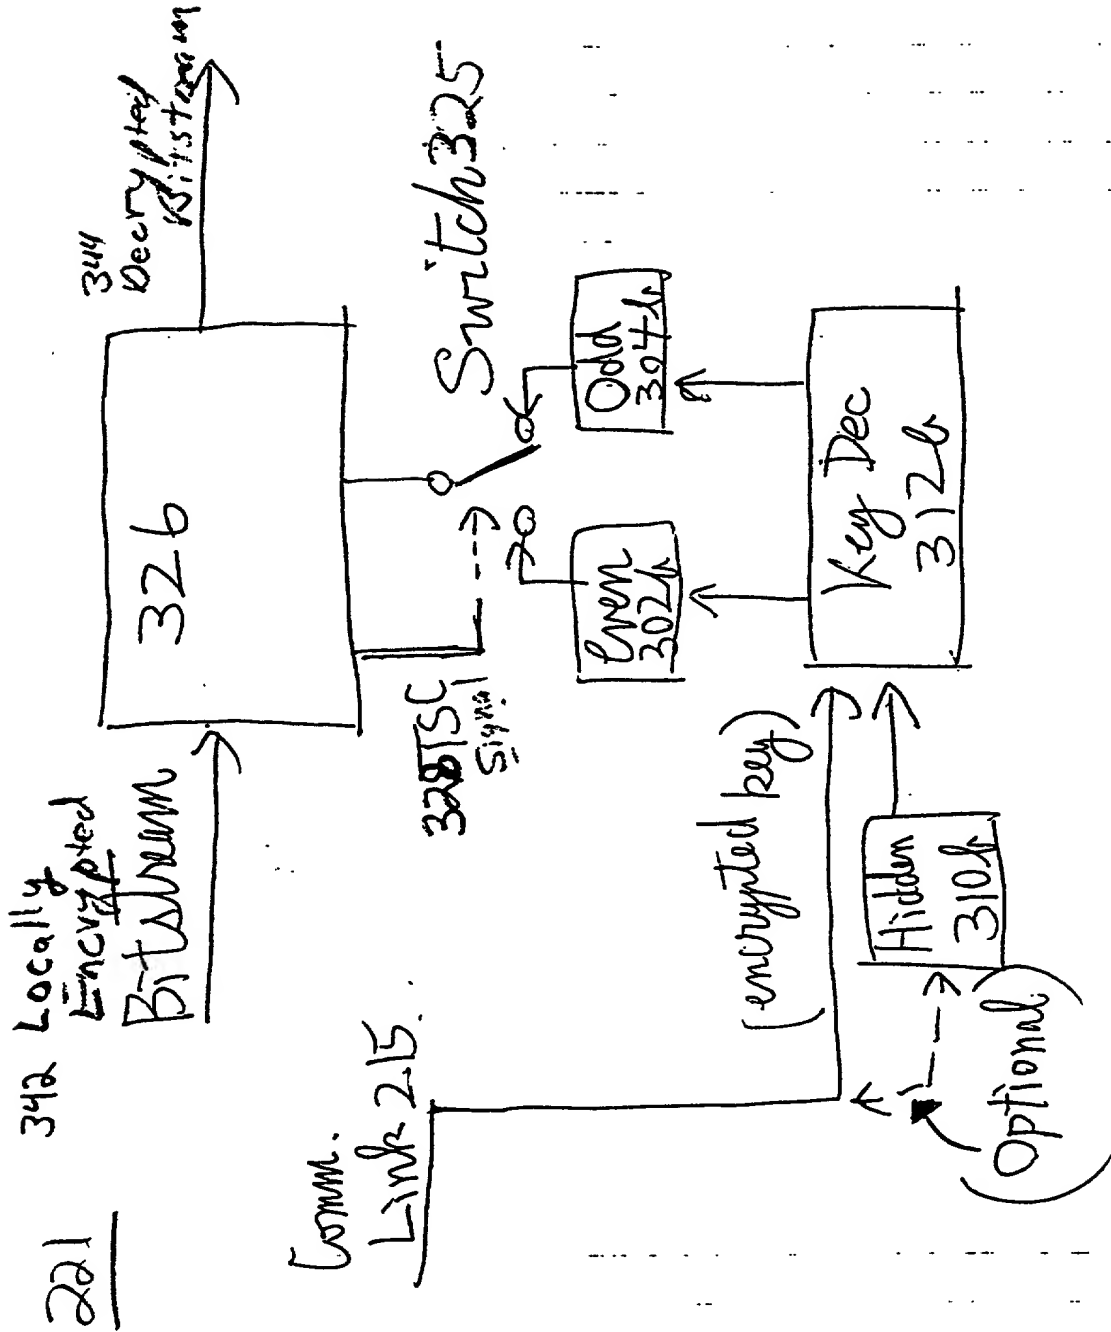 221
342 Locally
Encrypted
Bitstream
344
Decrypted
Bitstream
326
328 TSC
Signal
Switch 325
Even
302b
Odd
304b
Comm.
Link 215.
(encrypted key)
Key Dec
312b
Hidden
310b
(Optional)